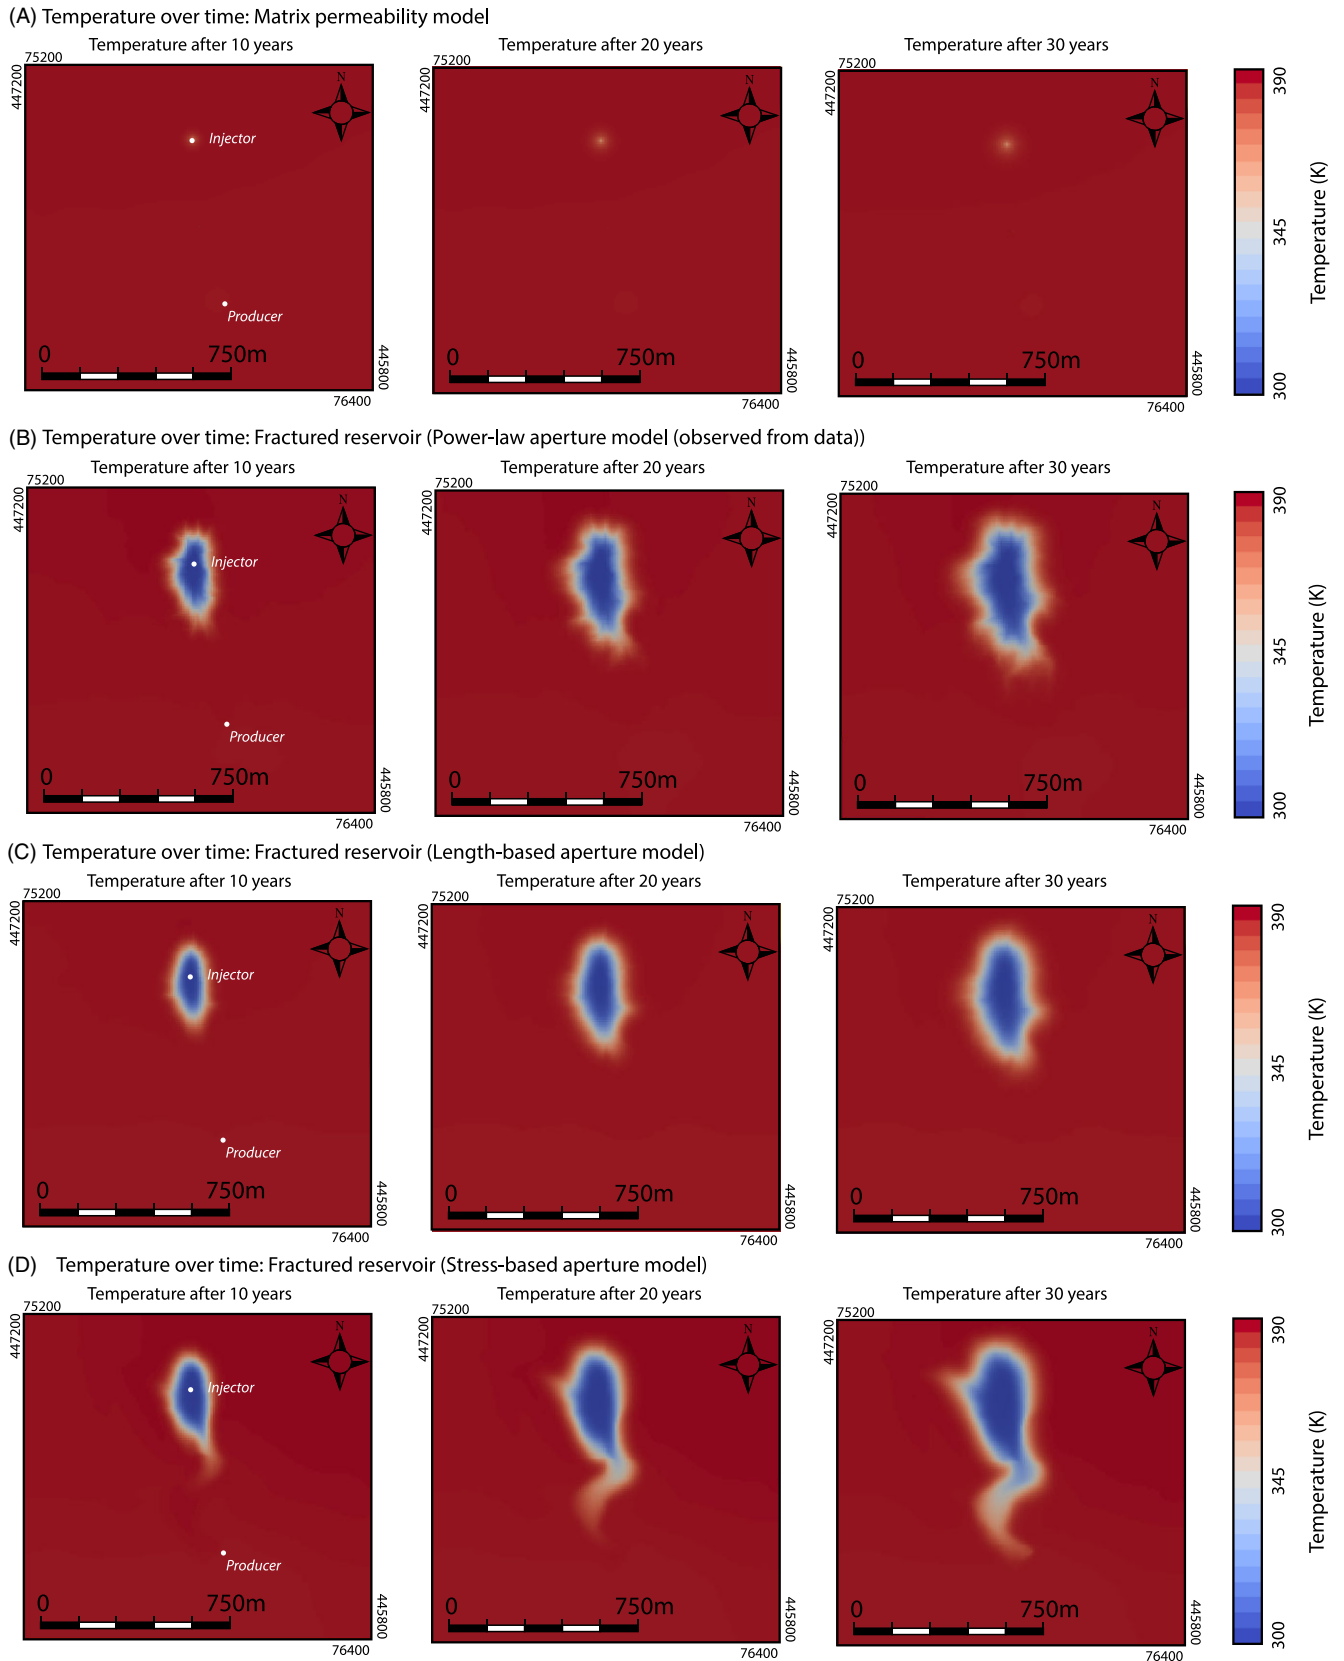 (A) Temperature over time: Matrix permeability model
Temperature after 10 years
Temperature after 20 years
Temperature after 30 years
75200
75200
75200
447200
447200
447200
N
N
N
Injector
Producer
0 750m
0 750m
0 750m
445800
445800
445800
76400
76400
76400
390
345
300
Temperature (K)
(B) Temperature over time: Fractured reservoir (Power-law aperture model (observed from data))
Temperature after 10 years
Temperature after 20 years
Temperature after 30 years
75200
75200
75200
447200
447200
447200
N
N
N
Injector
Producer
0 750m
0 750m
0 750m
445800
445800
445800
76400
76400
76400
390
345
300
Temperature (K)
(C) Temperature over time: Fractured reservoir (Length-based aperture model)
Temperature after 10 years
Temperature after 20 years
Temperature after 30 years
75200
75200
75200
447200
447200
447200
N
N
N
Injector
Producer
0 750m
0 750m
0 750m
445800
445800
445800
76400
76400
76400
390
345
300
Temperature (K)
(D) Temperature over time: Fractured reservoir (Stress-based aperture model)
Temperature after 10 years
Temperature after 20 years
Temperature after 30 years
75200
75200
75200
447200
447200
447200
N
N
N
Injector
Producer
0 750m
0 750m
0 750m
445800
445800
445800
76400
76400
76400
390
345
300
Temperature (K)